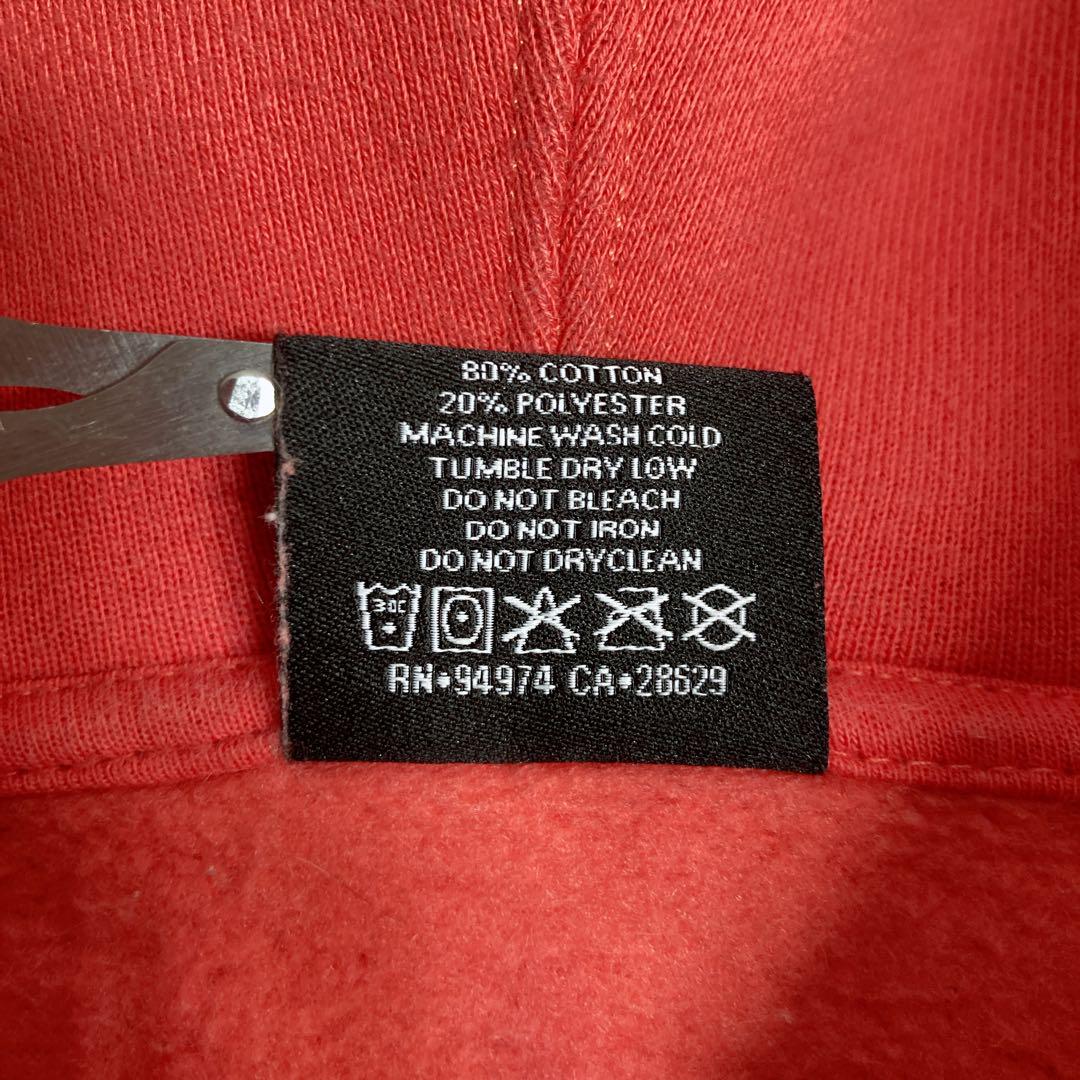 80% COTTON
20% POLYESTER
MACHINE WASH COLD
TUMBLE DRY LOW
DO NOT BLEACH
DO NOT IRON
DO NOT DRYCLEAN
30C
RN•94974 CA•28629